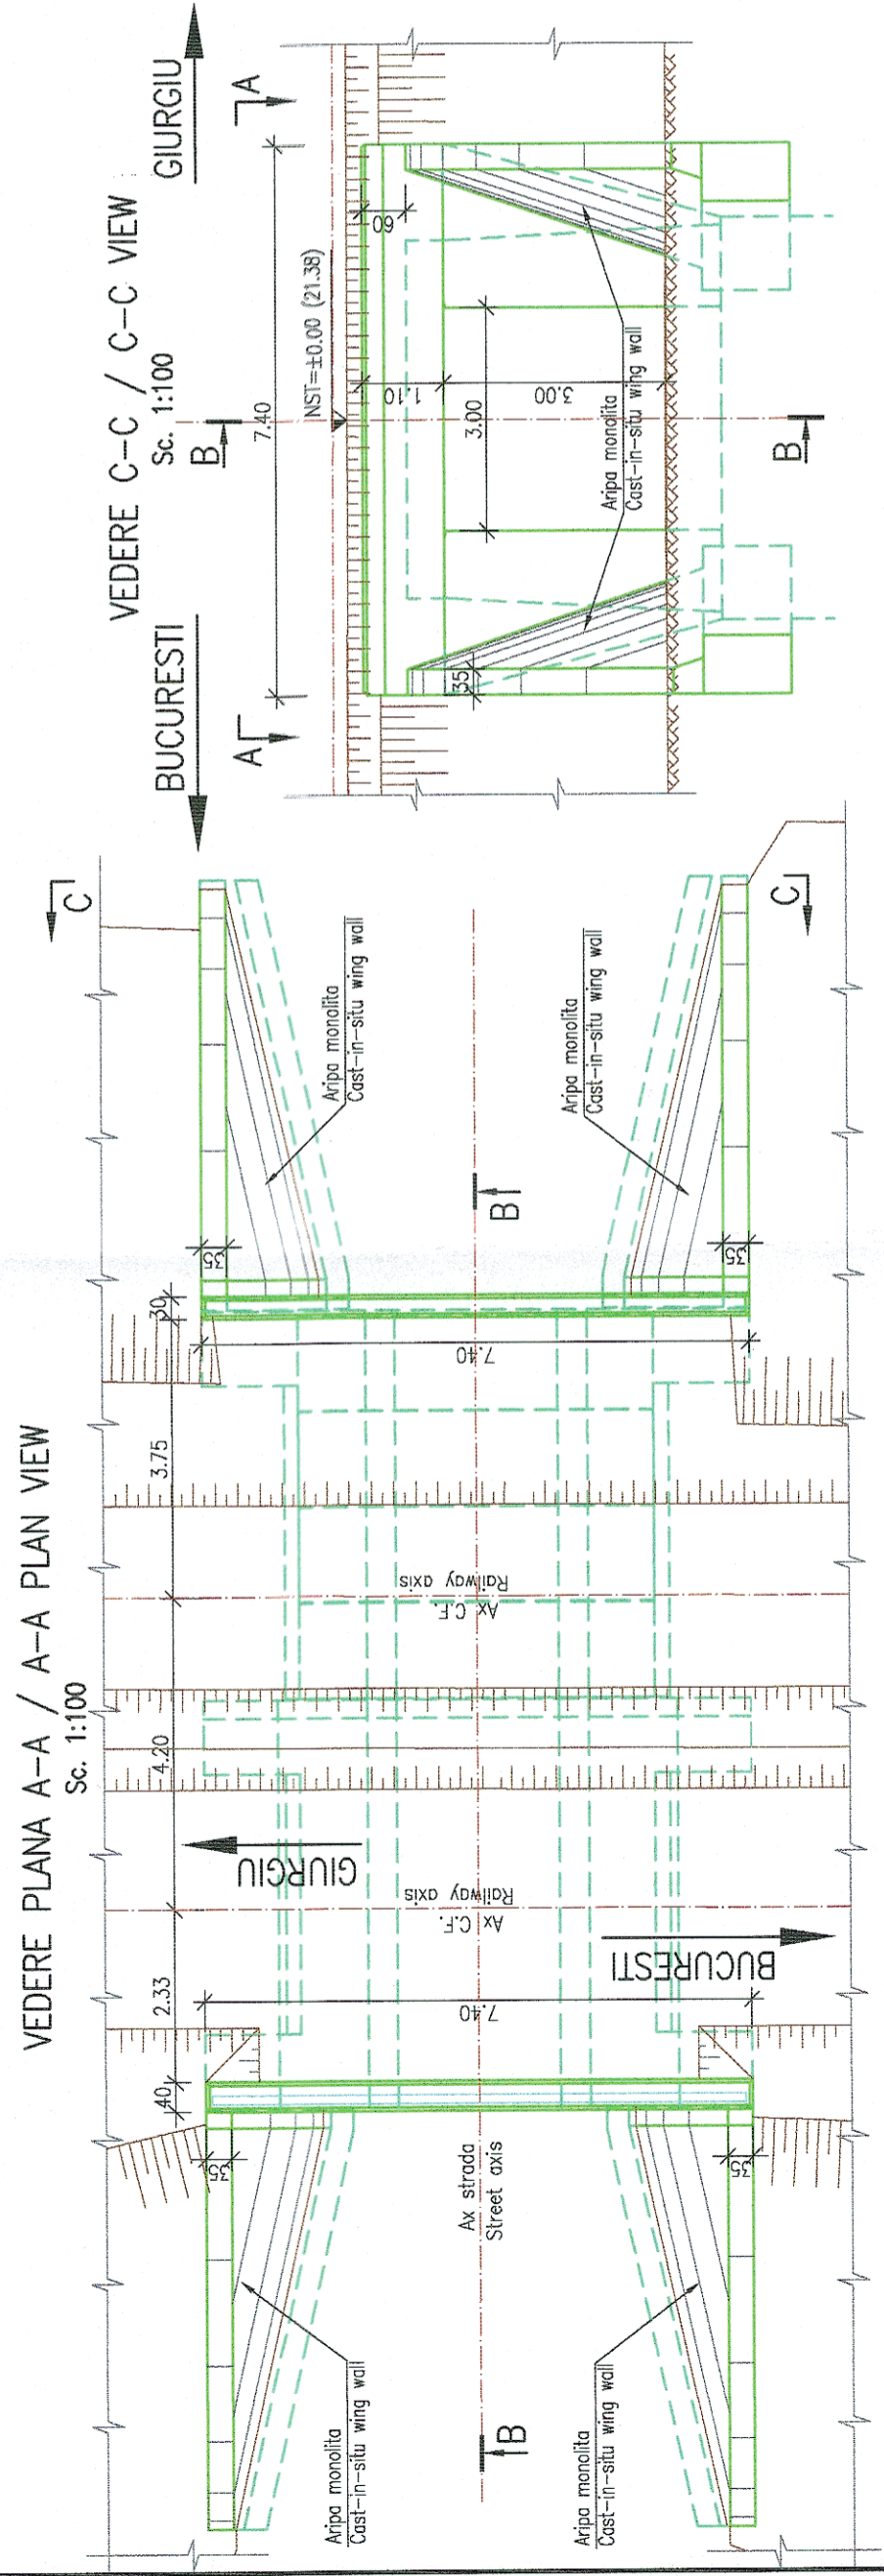 VEDERE PLANA A-A / A-A PLAN VIEW
Sc. 1:100
40
2.33
4.20
3.75
30
35
35
35
35
7.40
7.40
GIURGIU
BUCURESTI
Ax C.F.
Railway axis
Ax C.F.
Railway axis
Ax strada
Street axis
Aripa monolita
Cast-in-situ wing wall
Aripa monolita
Cast-in-situ wing wall
Aripa monolita
Cast-in-situ wing wall
Aripa monolita
Cast-in-situ wing wall
B
B
C
C
VEDERE C-C / C-C VIEW
Sc. 1:100
BUCURESTI
GIURGIU
A
A
B
B
7.40
NST=±0.00 (21.38)
60
1.10
3.00
3.00
35
Aripa monolita
Cast-in-situ wing wall